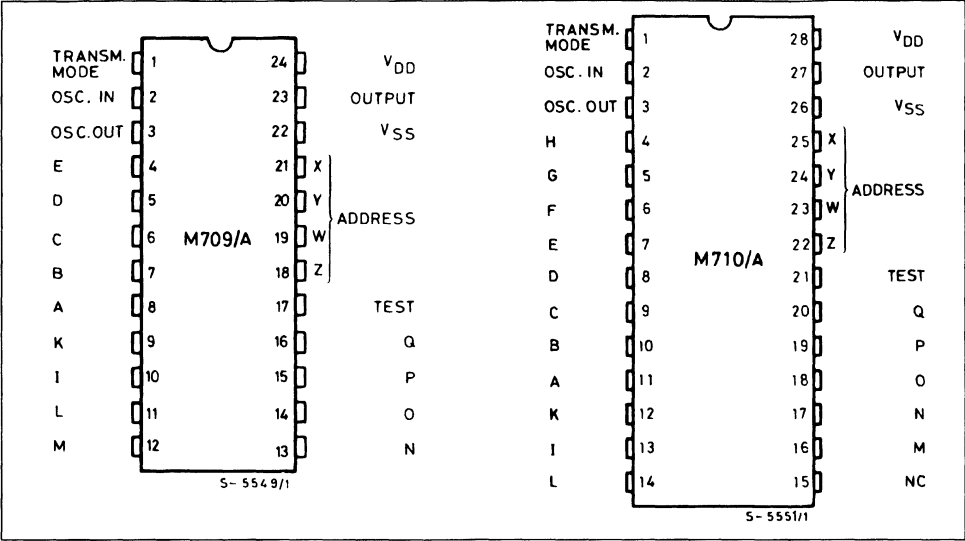 TRANSM. MODE 1 24 VDD
OSC. IN 2 23 OUTPUT
OSC.OUT 3 22 VSS
E 4 21 X
D 5 20 Y
ADDRESS
C 6 M709/A 19 W
B 7 18 Z
A 8 17 TEST
K 9 16 Q
I 10 15 P
L 11 14 O
M 12 13 N
S-5549/1
TRANSM. MODE 1 28 VDD
OSC. IN 2 27 OUTPUT
OSC.OUT 3 26 VSS
H 4 25 X
G 5 24 Y
ADDRESS
F 6 23 W
E 7 22 Z
M710/A
D 8 21 TEST
C 9 20 Q
B 10 19 P
A 11 18 O
K 12 17 N
I 13 16 M
L 14 15 NC
S-5551/1